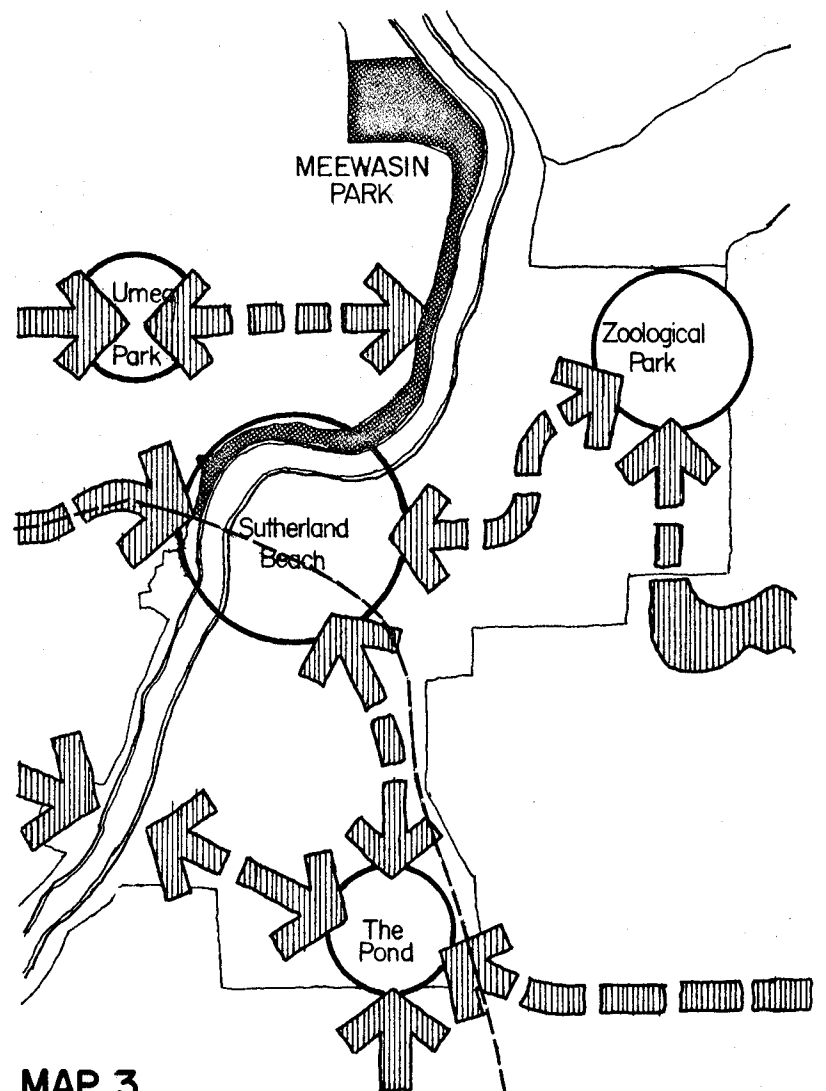 MEEWASIN
PARK
Umea
Park
Zoological
Park
Sutherland
Beach
The
Pond
MAP 3